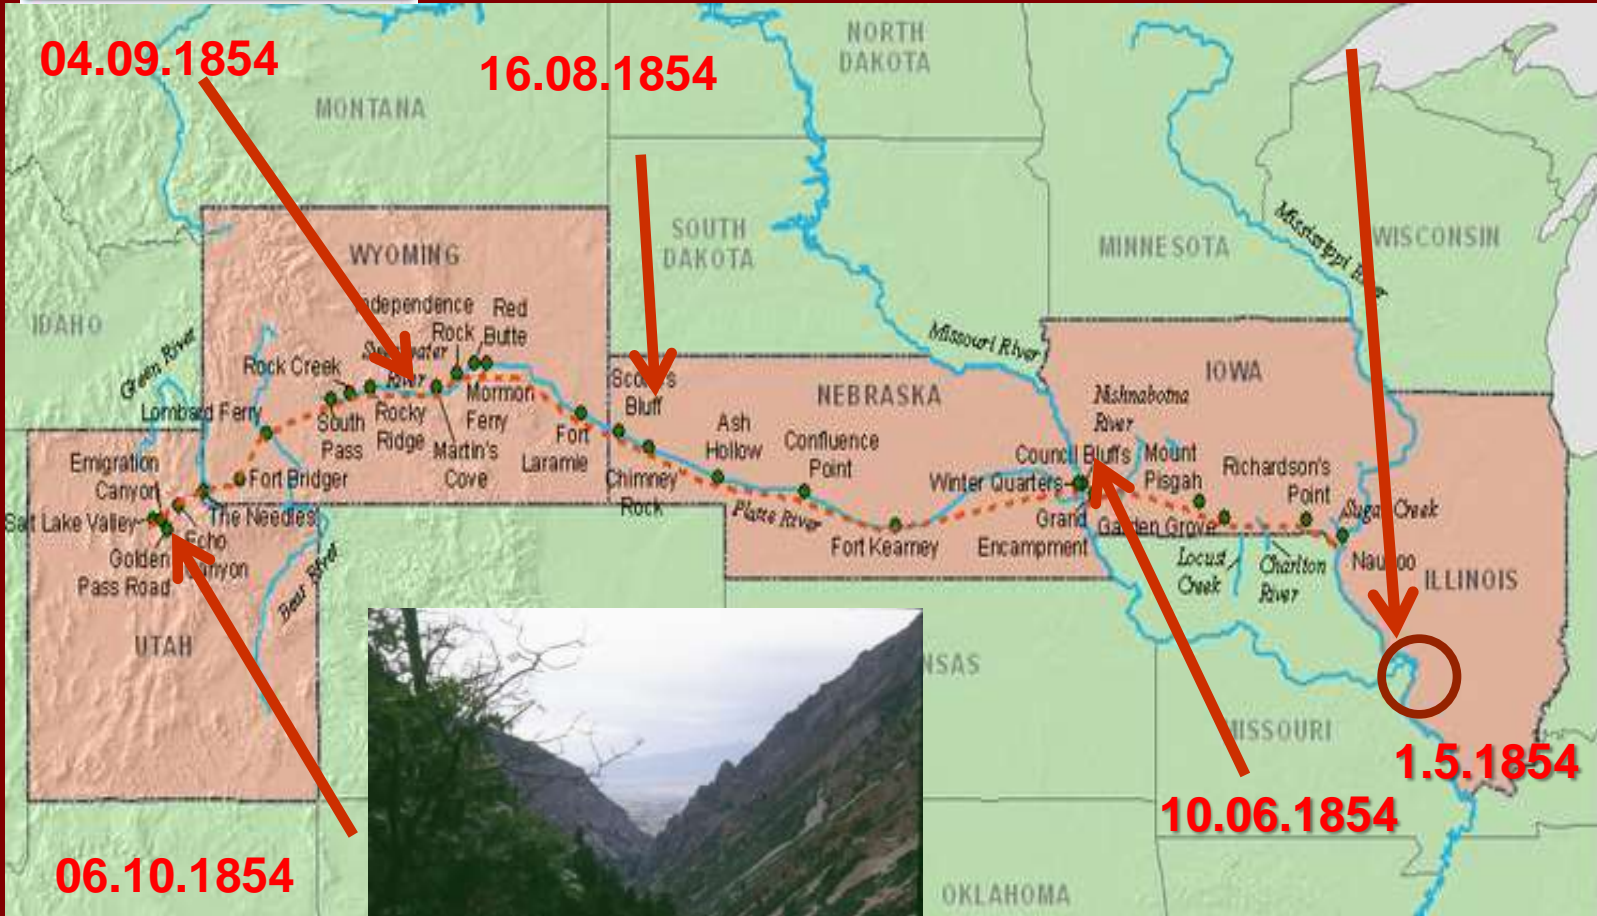 04.09.1854
16.08.1854
NORTH
DAKOTA
MONTANA
SOUTH
DAKOTA
MINNESOTA
Mississippi River
WISCONSIN
WYOMING
IDAHO
Green River
Independence
Rock
Red
Butte
Sweetwater
River
Rock Creek
Lombard Ferry
South
Pass
Rocky
Ridge
Martin's
Cove
Mormon
Ferry
Fort
Laramie
Scott's
Bluff
Chimney
Rock
Ash
Hollow
Confluence
Point
NEBRASKA
Missouri River
Platte River
Fort Kearney
Winter Quarters
Council Bluffs
Grand
Encampment
IOWA
Nishnabotna
River
Mount
Pisgah
Garden Grove
Richardson's
Point
Locust
Creek
Charlton
River
Sugar Creek
Nauvoo
ILLINOIS
Emigration
Canyon
Fort Bridger
Salt Lake Valley
The Needles
Echo
Canyon
Golden
Pass Road
Bear River
UTAH
NSAS
MISSOURI
1.5.1854
10.06.1854
06.10.1854
OKLAHOMA